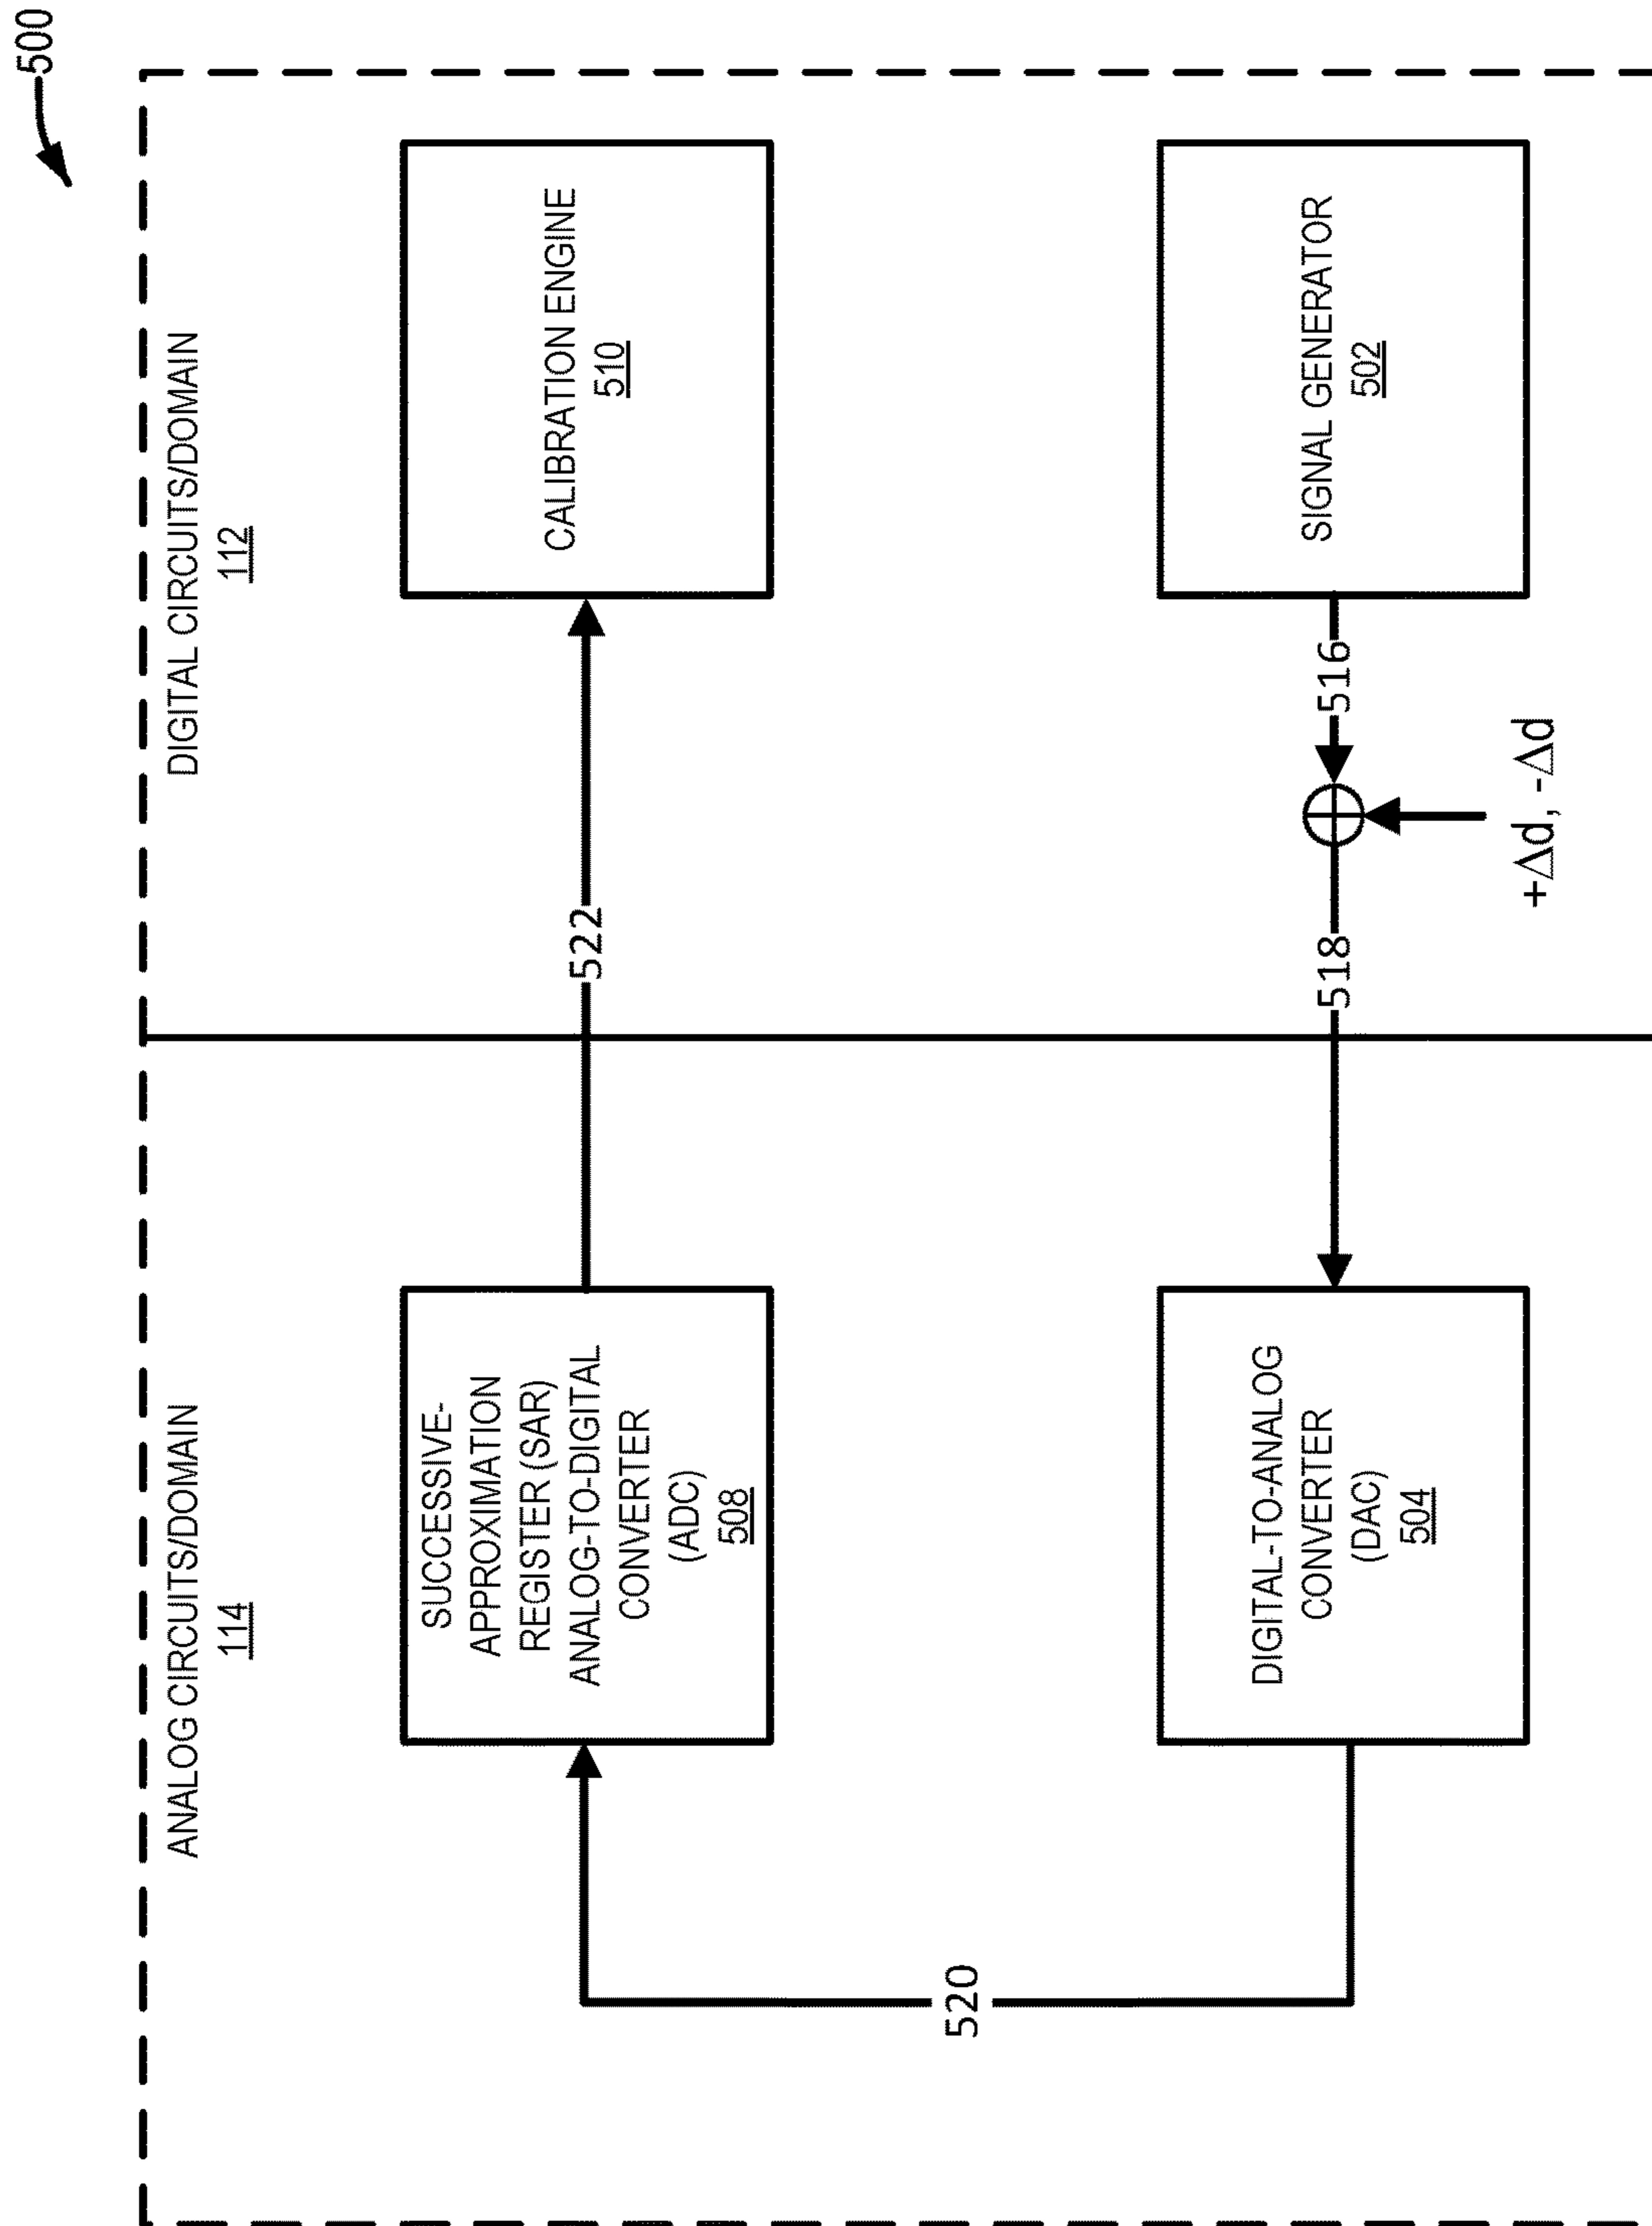 500
ANALOG CIRCUITS/DOMAIN
114
DIGITAL CIRCUITS/DOMAIN
112
SUCCESSIVE-
APPROXIMATION
REGISTER (SAR)
ANALOG-TO-DIGITAL
CONVERTER
(ADC)
508
522
CALIBRATION ENGINE
510
520
DIGITAL-TO-ANALOG
CONVERTER
(DAC)
504
518
516
SIGNAL GENERATOR
502
+Δd, -Δd